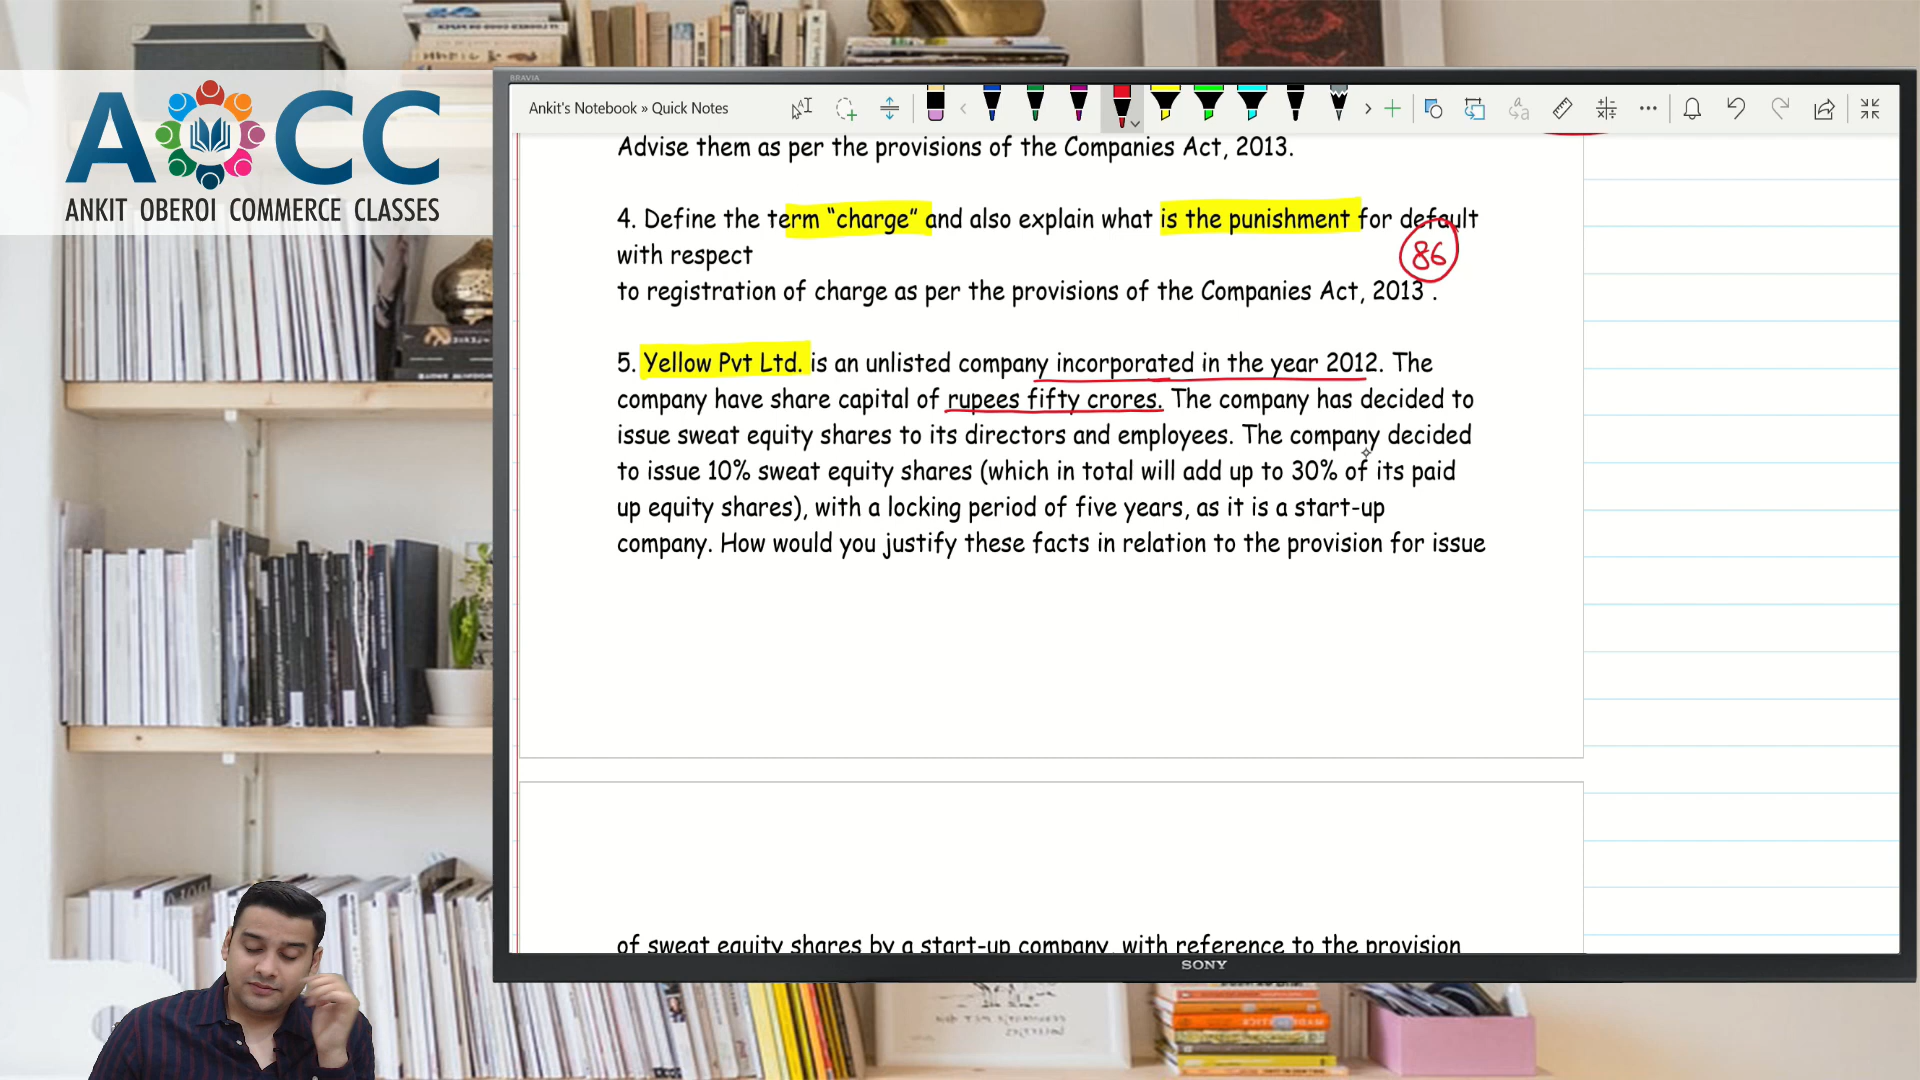 BRAVIA
AOCC
ANKIT OBEROI COMMERCE CLASSES
Ankit's Notebook » Quick Notes
Advise them as per the provisions of the Companies Act, 2013.
4. Define the term “charge” and also explain what is the punishment for default
with respect
86
to registration of charge as per the provisions of the Companies Act, 2013 .
5. Yellow Pvt Ltd. is an unlisted company incorporated in the year 2012. The
company have share capital of rupees fifty crores. The company has decided to
issue sweat equity shares to its directors and employees. The company decided
to issue 10% sweat equity shares (which in total will add up to 30% of its paid
up equity shares), with a locking period of five years, as it is a start-up
company. How would you justify these facts in relation to the provision for issue
of sweat equity shares by a start-up company, with reference to the provision
SONY